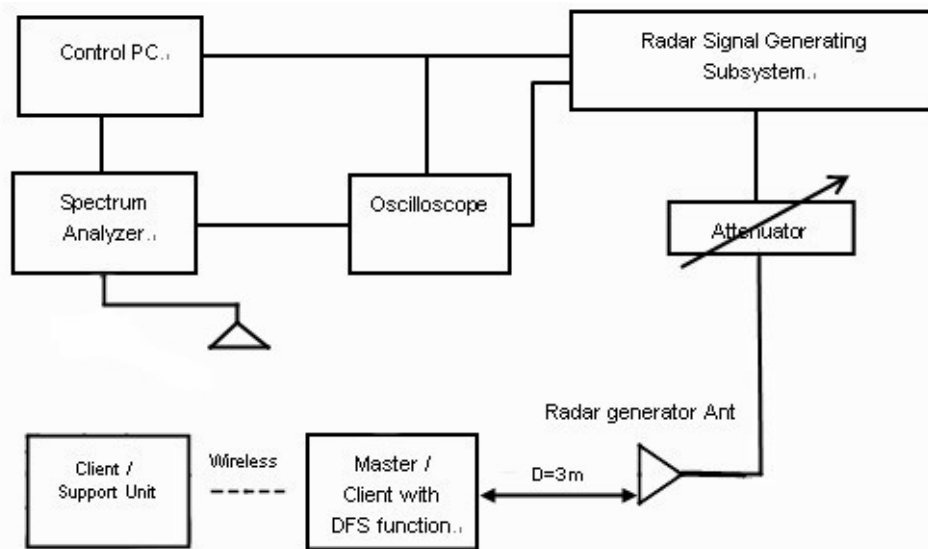 Control PC.
Radar Signal Generating
Subsystem.
Spectrum
Analyzer.
Oscilloscope
Attenuator
Radar generator Ant
Client /
Support Unit
Wireless
Master /
Client with
DFS function.
D=3m